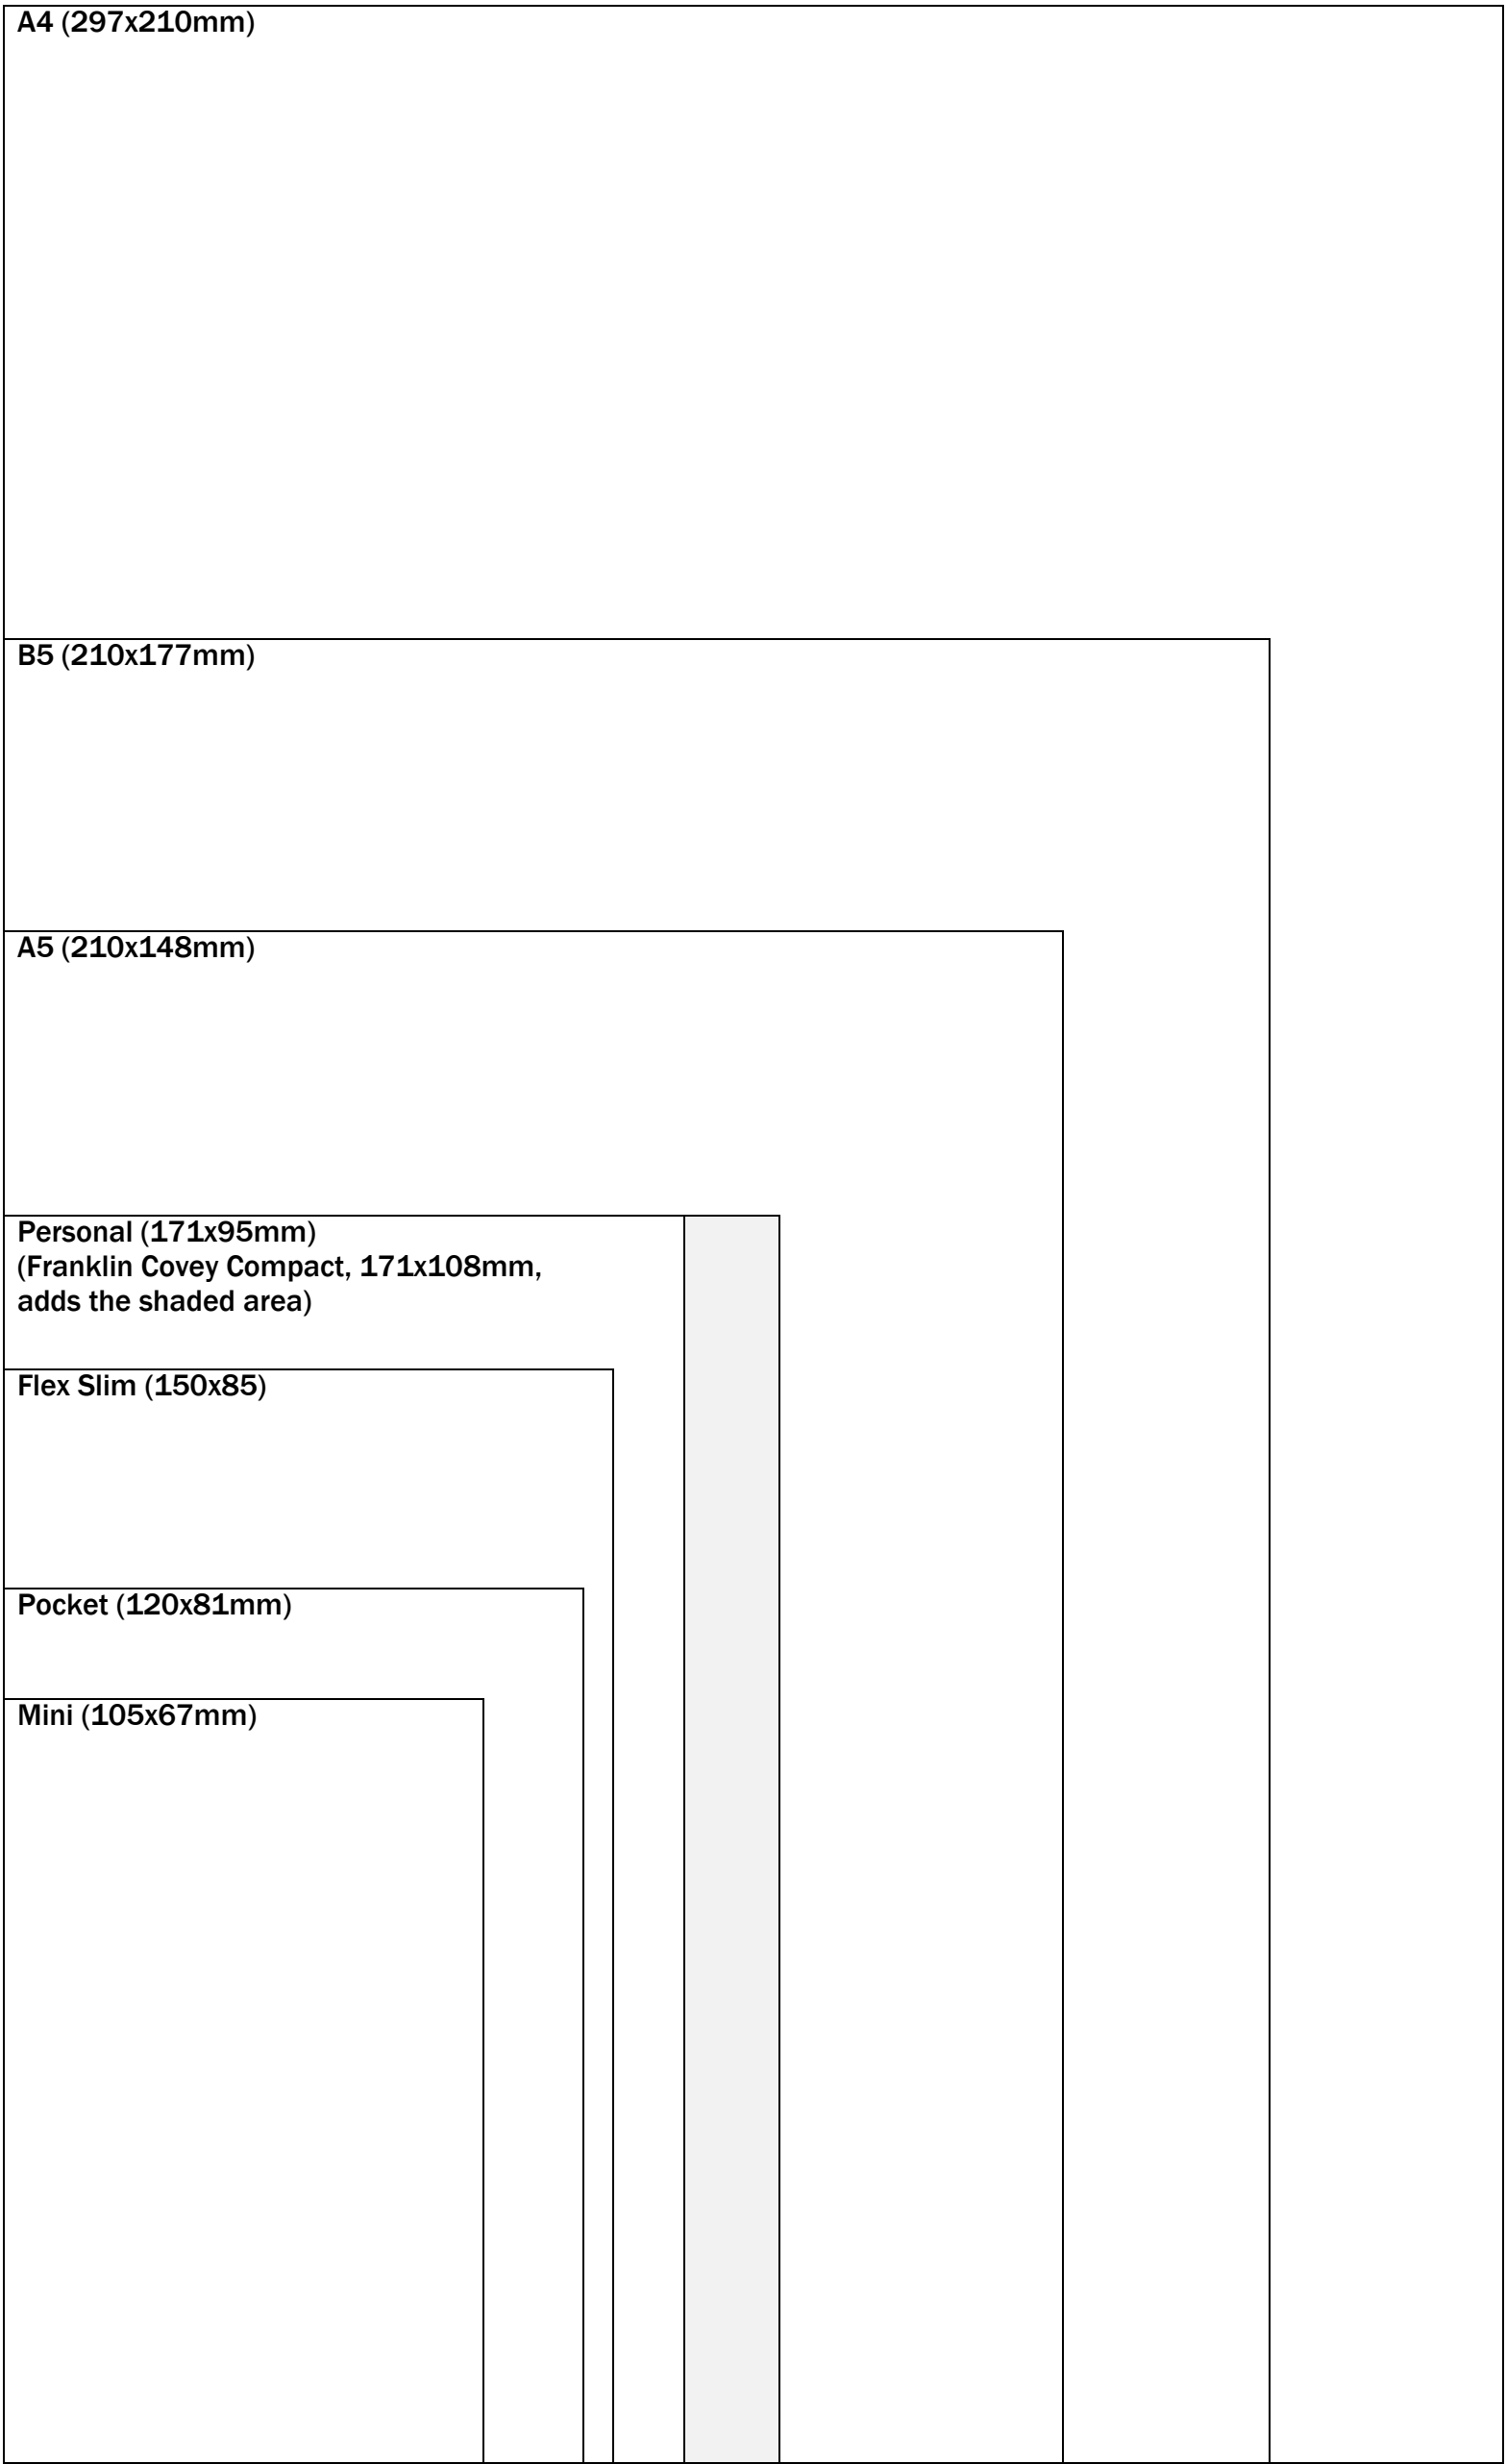 A4 (297x210mm)
B5 (210x177mm)
A5 (210x148mm)
Personal (171x95mm)
(Franklin Covey Compact, 171x108mm,
adds the shaded area)
Flex Slim (150x85)
Pocket (120x81mm)
Mini (105x67mm)